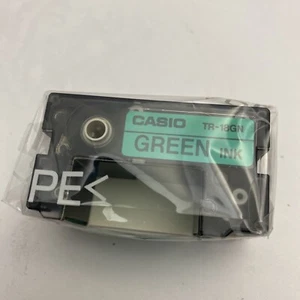 CASIO TR-18GN
GREEN INK
PE<